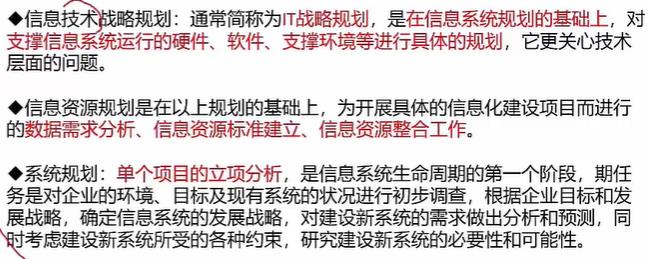 ◆信息技术战略规划：通常简称为IT战略规划，是在信息系统规划的基础上，对
支撑信息系统运行的硬件、软件、支撑环境等进行具体的规划，它更关心技术
层面的问题。
◆信息资源规划是在以上规划的基础上，为开展具体的信息化建设项目而进行
的数据需求分析、信息资源标准建立、信息资源整合工作。
◆系统规划：单个项目的立项分析，是信息系统生命周期的第一个阶段，期任
务是对企业的环境、目标及现有系统的状况进行初步调查，根据企业目标和发
展战略，确定信息系统的发展战略，对建设新系统的需求做出分析和预测，同
时考虑建设新系统所受的各种约束，研究建设新系统的必要性和可能性。